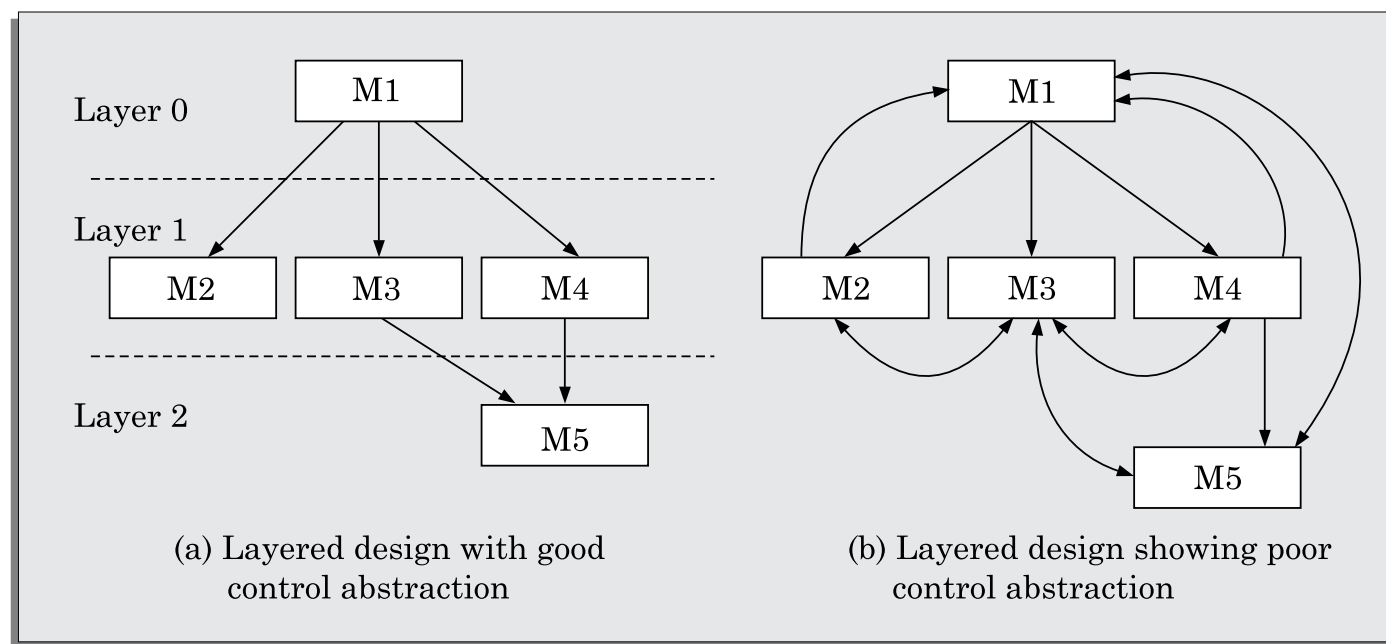 Layer 0
M1
Layer 1
M2
M3
M4
Layer 2
M5
(a) Layered design with good
control abstraction
M1
M2
M3
M4
M5
(b) Layered design showing poor
control abstraction